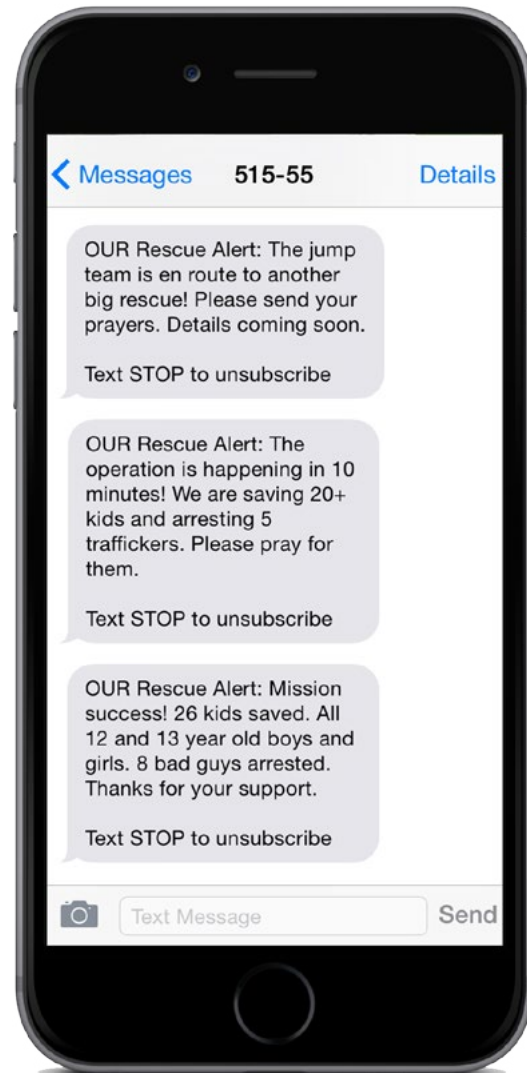 Messages 515-55 Details
OUR Rescue Alert: The jump
team is en route to another
big rescue! Please send your
prayers. Details coming soon.
Text STOP to unsubscribe
OUR Rescue Alert: The
operation is happening in 10
minutes! We are saving 20+
kids and arresting 5
traffickers. Please pray for
them.
Text STOP to unsubscribe
OUR Rescue Alert: Mission
success! 26 kids saved. All
12 and 13 year old boys and
girls. 8 bad guys arrested.
Thanks for your support.
Text STOP to unsubscribe
Text Message Send